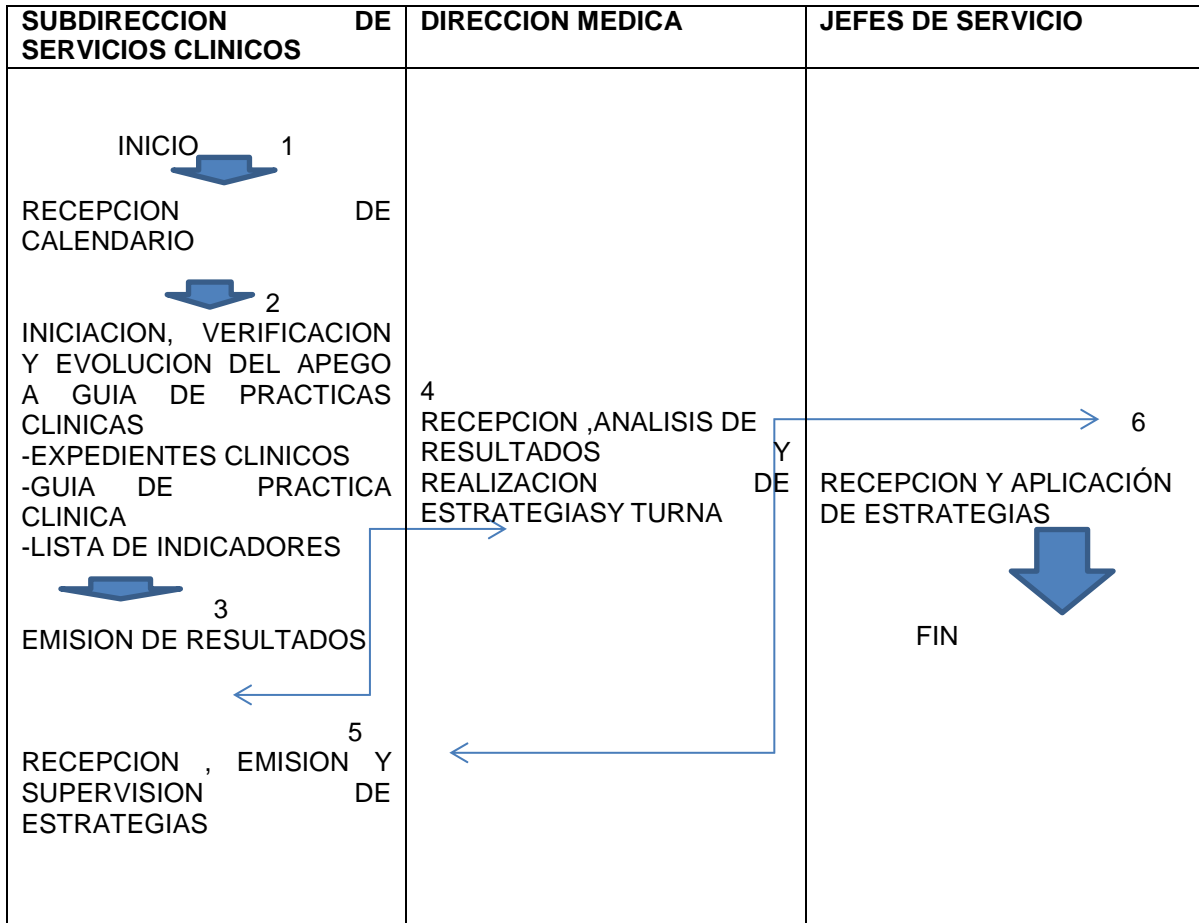 SUBDIRECCION DE
SERVICIOS CLINICOS
DIRECCION MEDICA
JEFES DE SERVICIO
INICIO 1
RECEPCION DE
CALENDARIO
2
INICIACION, VERIFICACION
Y EVOLUCION DEL APEGO
A GUIA DE PRACTICAS
CLINICAS
-EXPEDIENTES CLINICOS
-GUIA DE PRACTICA
CLINICA
-LISTA DE INDICADORES
3
EMISION DE RESULTADOS
5
RECEPCION , EMISION Y
SUPERVISION DE
ESTRATEGIAS
4
RECEPCION ,ANALISIS DE
RESULTADOS Y
REALIZACION DE
ESTRATEGIASY TURNA
6
RECEPCION Y APLICACIÓN
DE ESTRATEGIAS
FIN